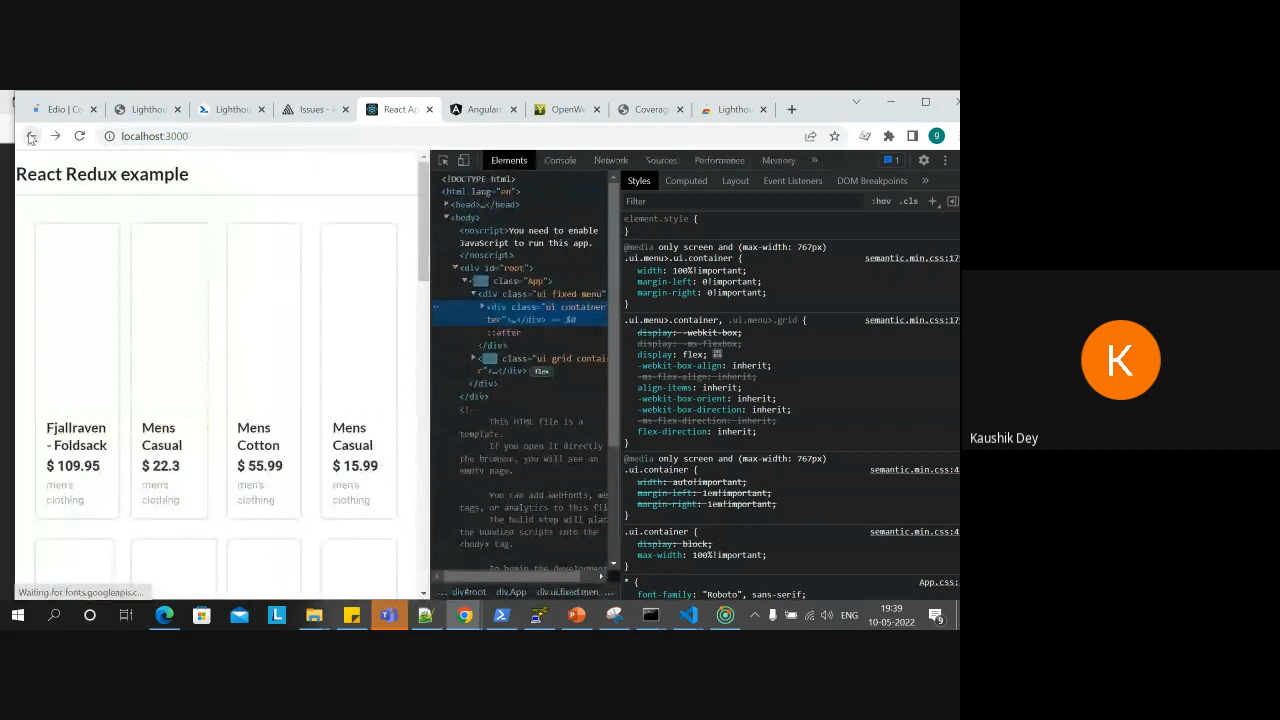 Edio | Co
Lighthou
Lighthou
Issues -
React Ap
Angular
OpenWe
Coverag
Lighthou
localhost:3000
g
React Redux example
Fjallraven
- Foldsack
$ 109.95
men's
clothing
Mens
Casual
$ 22.3
men's
clothing
Mens
Cotton
$ 55.99
men's
clothing
Mens
Casual
$ 15.99
men's
clothing
Waiting for fonts.googleapis.c...
Elements Console Network Sources Performance Memory » 1
<!DOCTYPE html>
<html lang="en">
<head>…</head>
<body>
<noscript>You need to enable
JavaScript to run this app.
</noscript>
<div id="root">
class="App">
<div class="ui fixed menu"
<div class="ui container
ter">…</div> == $0
::after
</div>
class="ui grid contai
r">…</div> flex
</div>
</div>
<!--
This HTML file is a
template.
If you open it directly
the browser, you will see an
empty page.
You can add webfonts, me
tags, or analytics to this fi
The build step will plac
the bundled scripts into the
<body> tag.
To begin the development
... div#root div.App div.ui.fixed.men. ...
Styles Computed Layout Event Listeners DOM Breakpoints »
Filter :hov .cls +
element.style {
}
@media only screen and (max-width: 767px)
.ui.menu>.ui.container { semantic.min.css:17
width: 100%!important;
margin-left: 0!important;
margin-right: 0!important;
}
.ui.menu>.container, .ui.menu>.grid { semantic.min.css:17
display: -webkit-box;
display: -ms-flexbox;
display: flex;
-webkit-box-align: inherit;
-ms-flex-align: inherit;
align-items: inherit;
-webkit-box-orient: inherit;
-webkit-box-direction: inherit;
-ms-flex-direction: inherit;
flex-direction: inherit;
}
@media only screen and (max-width: 767px)
.ui.container { semantic.min.css:4
width: auto!important;
margin-left: 1em!important;
margin-right: 1em!important;
}
.ui.container { semantic.min.css:4
display: block;
max-width: 100%!important;
}
* { App.css:
font-family: "Roboto", sans-serif;
L
ENG
19:39
10-05-2022
9
K
Kaushik Dey